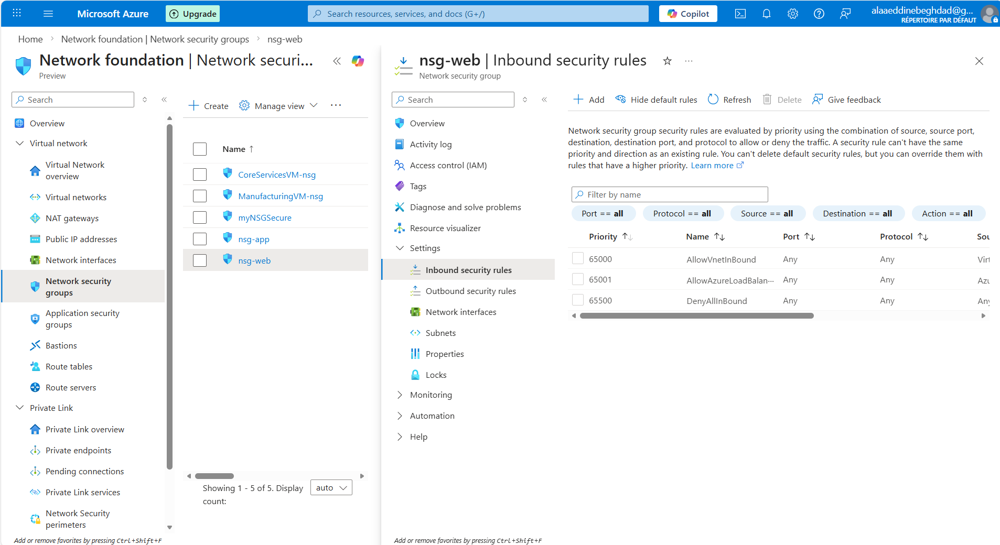 Microsoft Azure
Upgrade
Search resources, services, and docs (G+/)
Copilot
alaaeddinebeghdad@g...
RÉPERTOIRE PAR DÉFAUT
Home > Network foundation | Network security groups > nsg-web
Network foundation | Network securi...
Preview
Search
Overview
Virtual network
Virtual Network
overview
Virtual networks
NAT gateways
Public IP addresses
Network interfaces
Network security
groups
Application security
groups
Bastions
Route tables
Route servers
Private Link
Private Link overview
Private endpoints
Pending connections
Private Link services
Network Security
perimeters
Add or remove favorites by pressing Ctrl+Shift+F
Create
Manage view
Name ↑
CoreServicesVM-nsg
ManufacturingVM-nsg
myNSGSecure
nsg-app
nsg-web
Showing 1 - 5 of 5. Display
count:
auto
nsg-web | Inbound security rules
Network security group
Search
Overview
Activity log
Access control (IAM)
Tags
Diagnose and solve problems
Resource visualizer
Settings
Inbound security rules
Outbound security rules
Network interfaces
Subnets
Properties
Locks
Monitoring
Automation
Help
Add or remove favorites by pressing Ctrl+Shift+F
Add
Hide default rules
Refresh
Delete
Give feedback
Network security group security rules are evaluated by priority using the combination of source, source port,
destination, destination port, and protocol to allow or deny the traffic. A security rule can't have the same
priority and direction as an existing rule. You can't delete default security rules, but you can override them with
rules that have a higher priority. Learn more
Filter by name
Port == all
Protocol == all
Source == all
Destination == all
Action == all
Priority ↑↓ Name ↑↓ Port ↑↓ Protocol ↑↓ Sou
65000 AllowVnetInBound Any Any Virt
65001 AllowAzureLoadBalan... Any Any Azu
65500 DenyAllInBound Any Any Any